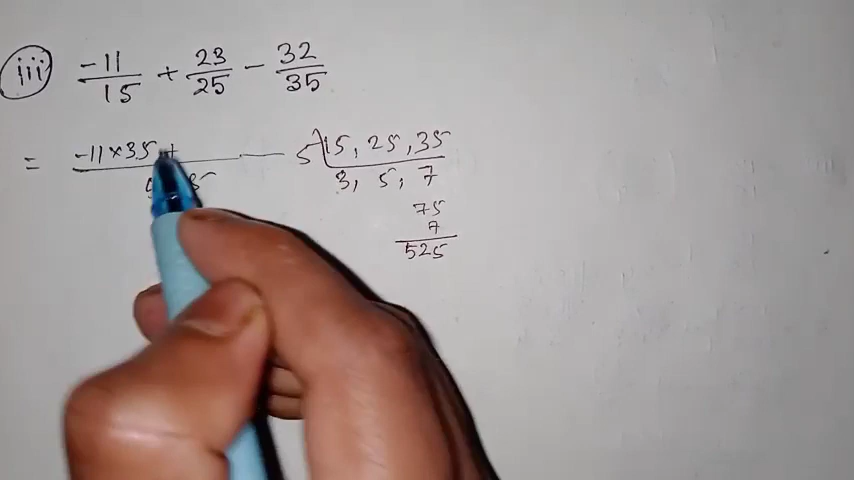 iii -11/15 + 23/25 - 32/35
= -11×35 +
5 15, 25, 35
3, 5, 7
75
7
525